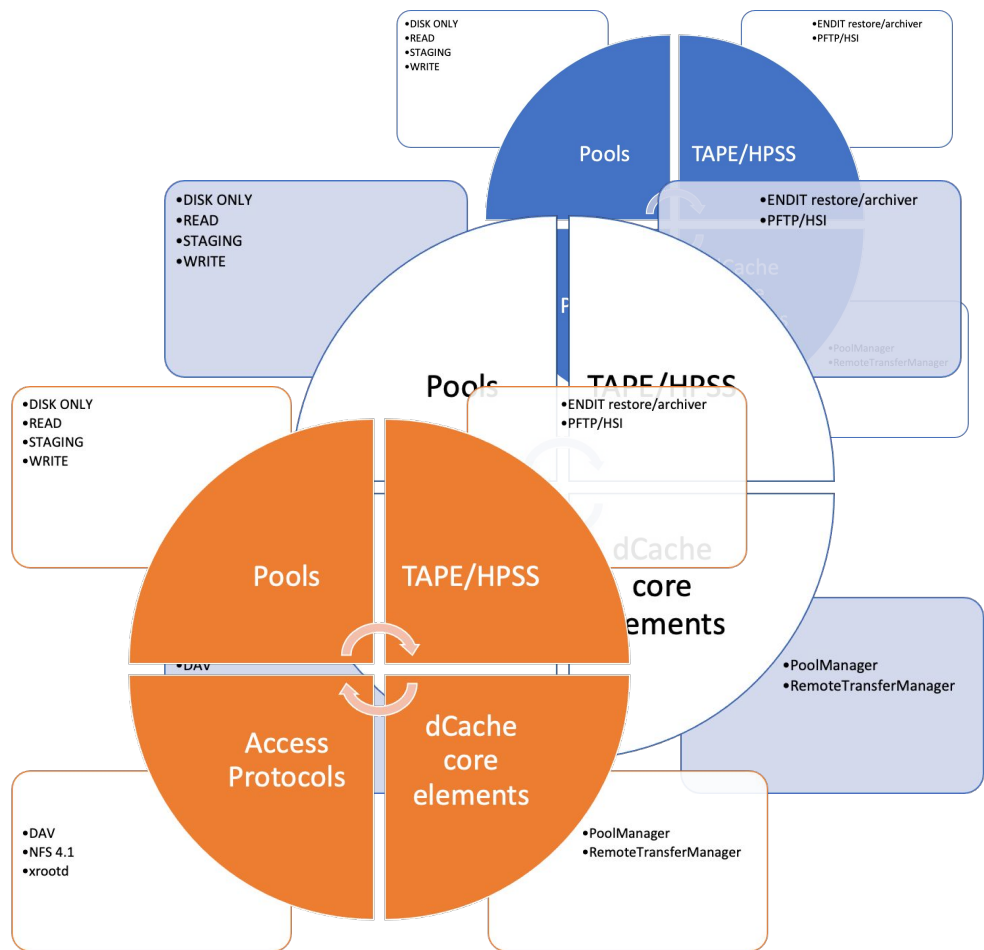 •DISK ONLY
•READ
•STAGING
•WRITE
•ENDIT restore/archiver
•PFTP/HSI
Pools
TAPE/HPSS
•PoolManager
•RemoteTransferManager
•DISK ONLY
•READ
•STAGING
•WRITE
•ENDIT restore/archiver
•PFTP/HSI
Pools
TAPE/HPSS
dCache
core
•PoolManager
•RemoteTransferManager
•DAV
•DISK ONLY
•READ
•STAGING
•WRITE
•ENDIT restore/archiver
•PFTP/HSI
Pools
TAPE/HPSS
Access
Protocols
dCache
core
elements
•DAV
•NFS 4.1
•xrootd
•PoolManager
•RemoteTransferManager